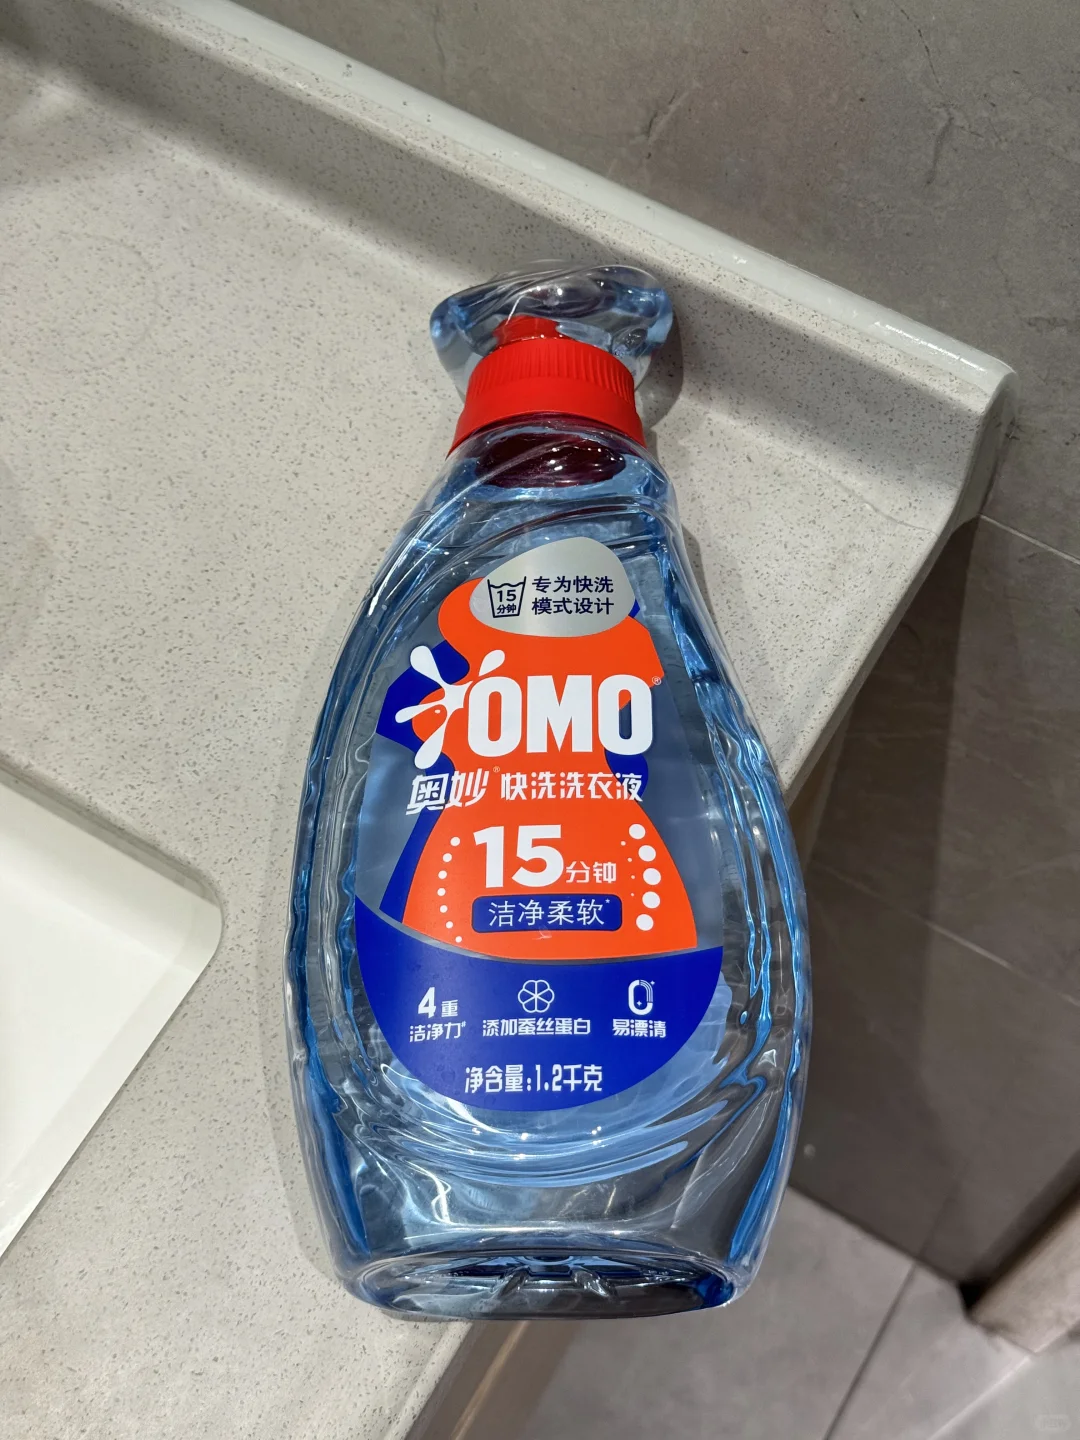 15
分钟
专为快洗
模式设计
OMO®
奥妙®快洗洗衣液
15分钟
洁净柔软*
4重
洁净力#
添加蚕丝蛋白
易漂清
净含量:1.2千克